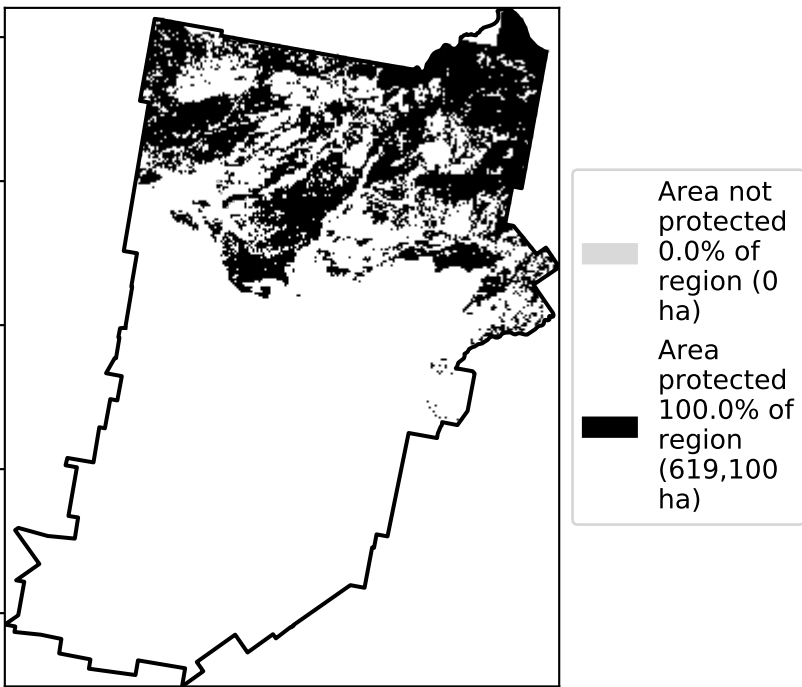 Area not
protected
0.0% of
region (0
ha)
Area
protected
100.0% of
region
(619,100
ha)